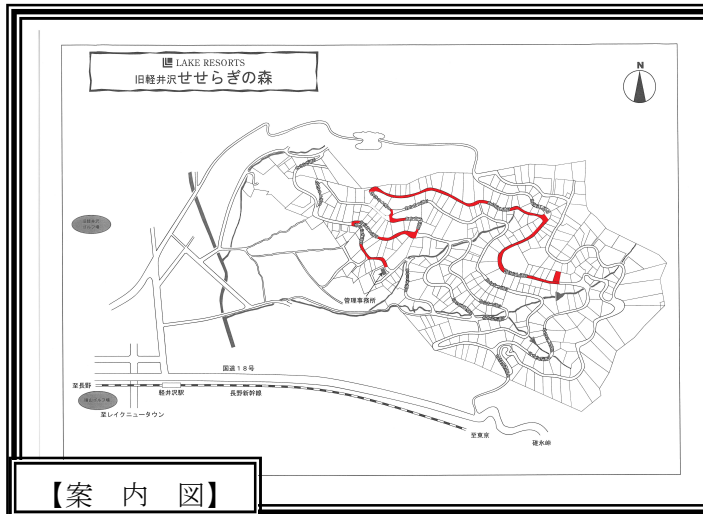 LAKE RESORTS
旧軽井沢せせらぎの森
N
管理事務所
国道18号
至長野
軽井沢駅
長野新幹線
至レイクニュータウン
至東京
碓氷峠
【案 内 図】